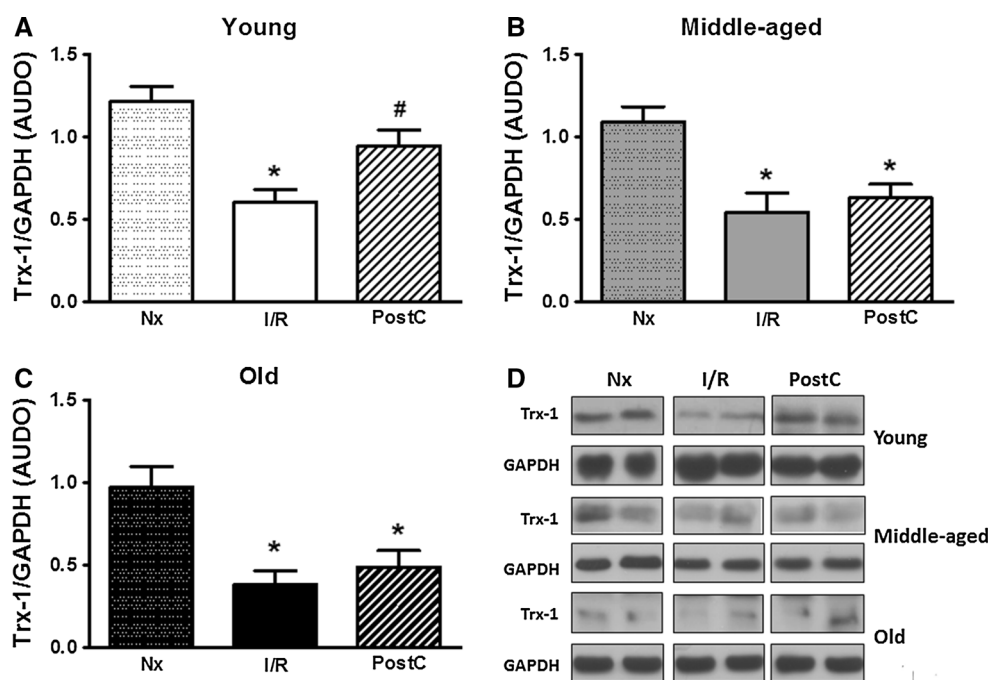 A
Young
Trx-1/GAPDH (AUDO)
1.5
1.0
0.5
0.0
*
#
Nx
I/R
PostC
B
Middle-aged
Trx-1/GAPDH (AUDO)
1.5
1.0
0.5
0.0
*
*
Nx
I/R
PostC
C
Old
Trx-1/GAPDH (AUDO)
1.5
1.0
0.5
0.0
*
*
Nx
I/R
PostC
D
Nx I/R PostC
Trx-1
Young
GAPDH
Trx-1
Middle-aged
GAPDH
Trx-1
Old
GAPDH